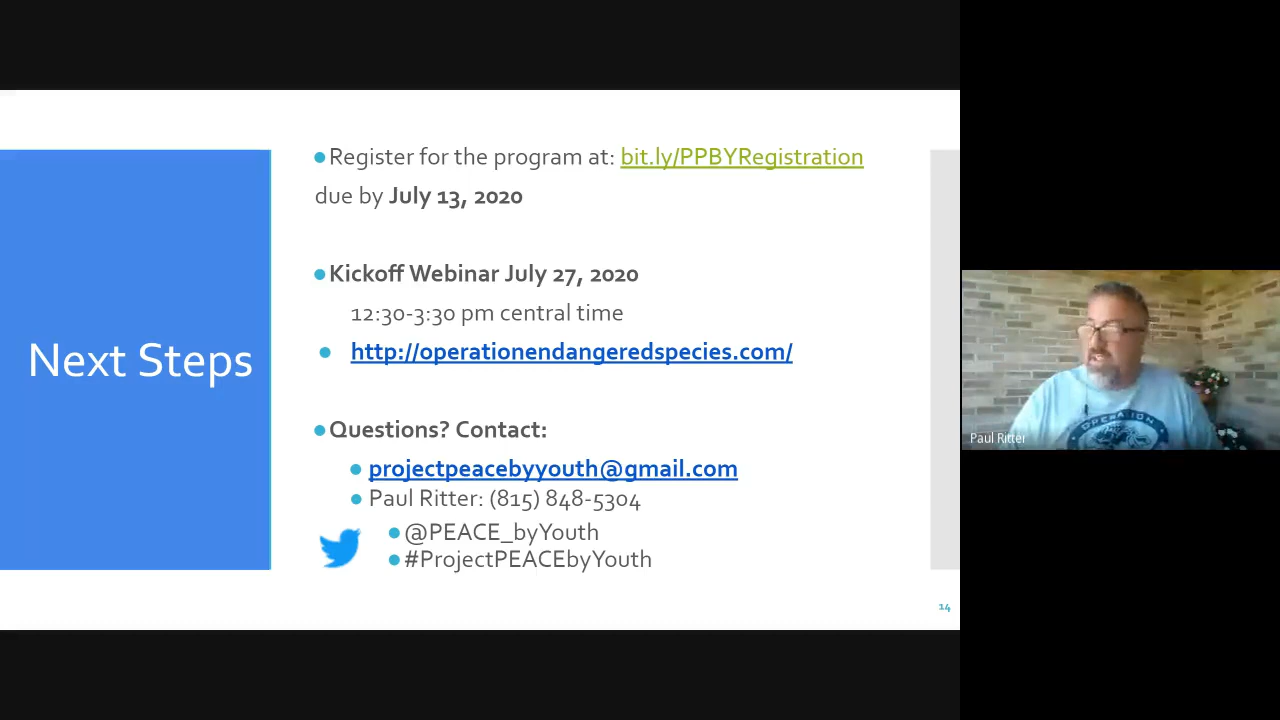 Next Steps
Register for the program at: bit.ly/PPBYRegistration
due by July 13, 2020
Kickoff Webinar July 27, 2020
12:30-3:30 pm central time
http://operationendangeredspecies.com/
Questions? Contact:
projectpeacebyyouth@gmail.com
Paul Ritter: (815) 848-5304
@PEACE_byYouth
#ProjectPEACEbyYouth
14
OPERATION
Paul Ritter